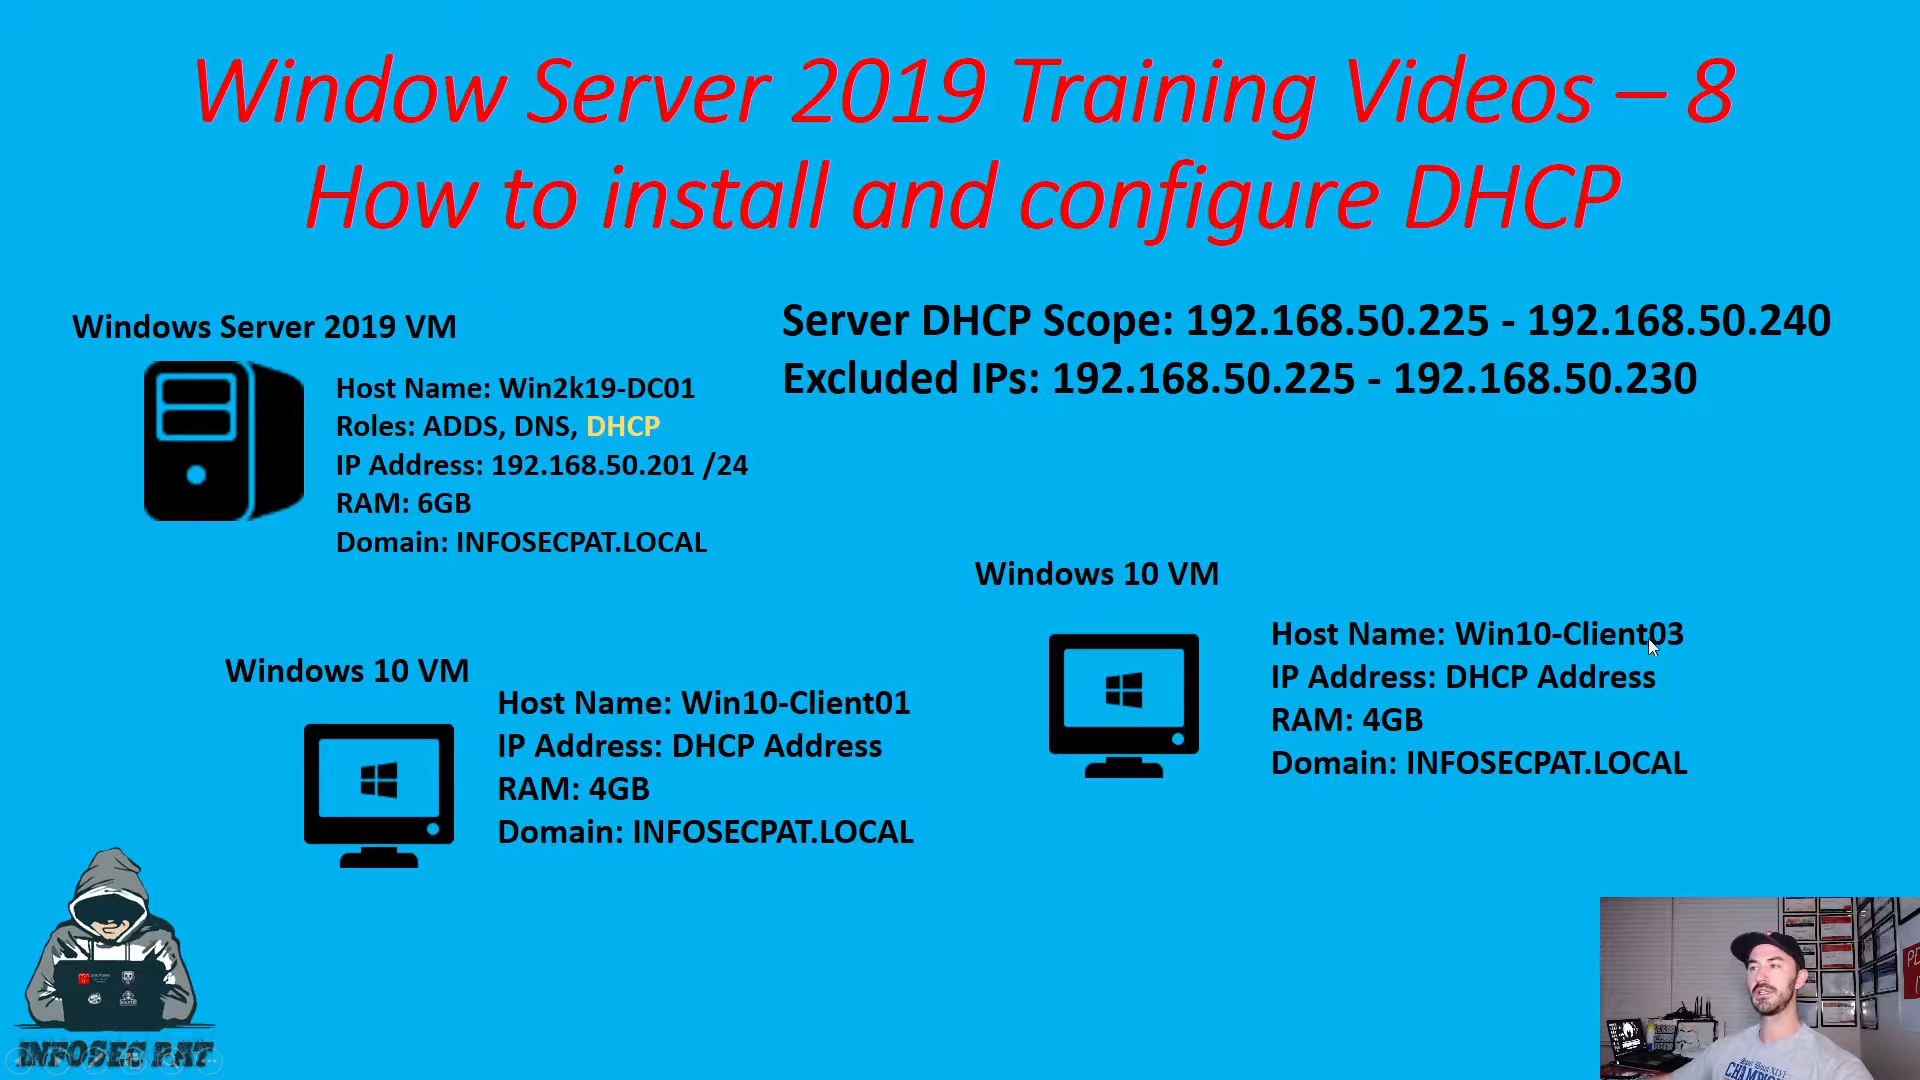 Window Server 2019 Training Videos – 8
How to install and configure DHCP
Windows Server 2019 VM
Host Name: Win2k19-DC01
Roles: ADDS, DNS, DHCP
IP Address: 192.168.50.201 /24
RAM: 6GB
Domain: INFOSECPAT.LOCAL
Server DHCP Scope: 192.168.50.225 - 192.168.50.240
Excluded IPs: 192.168.50.225 - 192.168.50.230
Windows 10 VM
Host Name: Win10-Client01
IP Address: DHCP Address
RAM: 4GB
Domain: INFOSECPAT.LOCAL
Windows 10 VM
Host Name: Win10-Client03
IP Address: DHCP Address
RAM: 4GB
Domain: INFOSECPAT.LOCAL
INFOSEC PAT